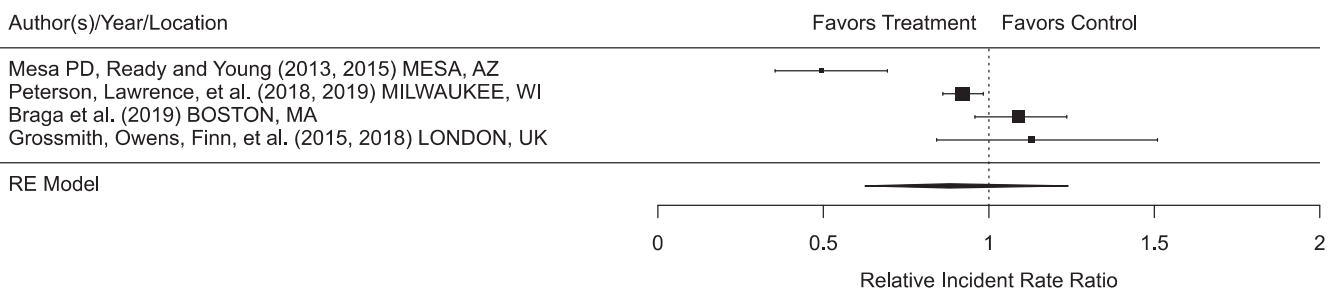 Author(s)/Year/Location Favors Treatment Favors Control
Mesa PD, Ready and Young (2013, 2015) MESA, AZ
Peterson, Lawrence, et al. (2018, 2019) MILWAUKEE, WI
Braga et al. (2019) BOSTON, MA
Grossmith, Owens, Finn, et al. (2015, 2018) LONDON, UK
RE Model
0 0.5 1 1.5 2
Relative Incident Rate Ratio